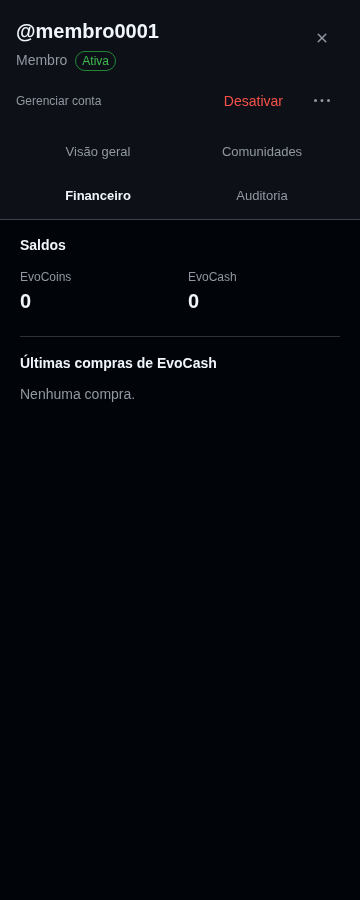 @membro0001
✕
Membro Ativa
Gerenciar conta Desativar ···
Visão geral Comunidades
Financeiro Auditoria
Saldos
EvoCoins EvoCash
0 0
Últimas compras de EvoCash
Nenhuma compra.